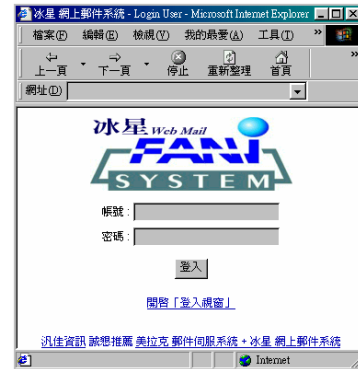 冰星 網上郵件系統 - Login User - Microsoft Internet Explorer
檔案(F) 編輯(E) 檢視(V) 我的最愛(A) 工具(T) »
上一頁 下一頁 停止 重新整理 首頁 »
網址(D)
冰星 Web Mail
FANJ
SYSTEM
帳號：
密碼：
登入
開啓「登入視窗」
汎佳資訊 誠想推薦 美拉克 郵件伺服系統 + 冰星 網上郵件系統
Internet